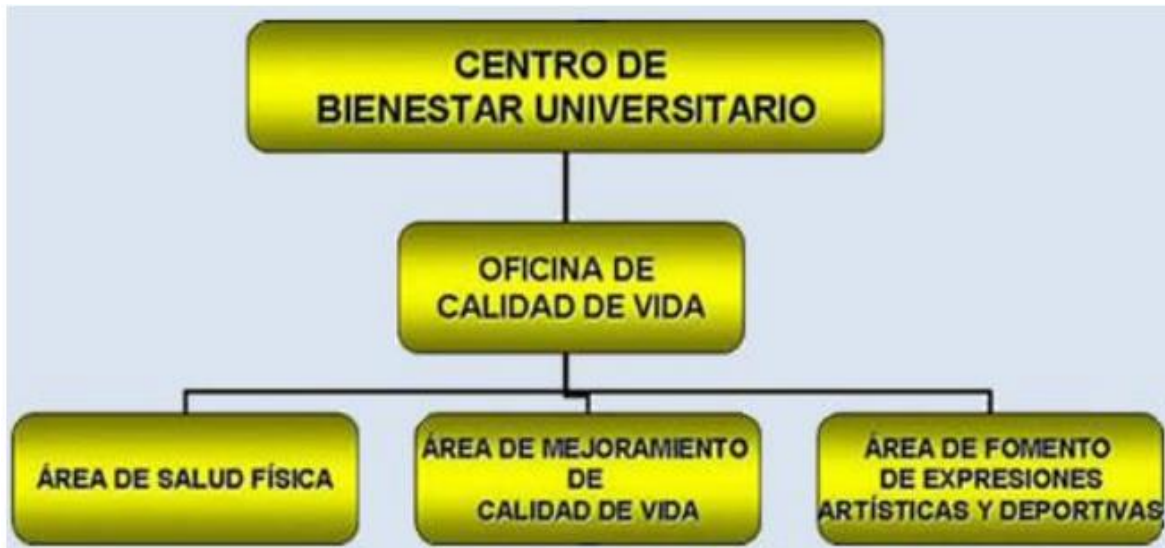 CENTRO DE
BIENESTAR UNIVERSITARIO
OFICINA DE
CALIDAD DE VIDA
ÁREA DE SALUD FÍSICA
ÁREA DE MEJORAMIENTO
DE
CALIDAD DE VIDA
ÁREA DE FOMENTO
DE EXPRESIONES
ARTÍSTICAS Y DEPORTIVAS